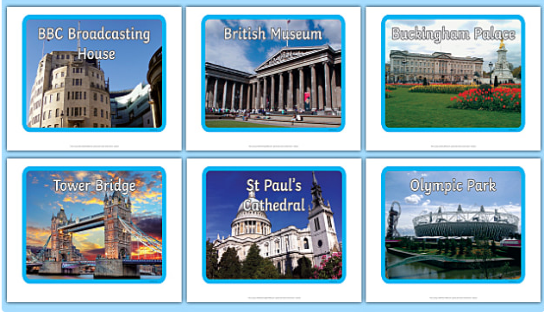 BBC Broadcasting
House
British Museum
Buckingham Palace
Tower Bridge
St Paul's
Cathedral
Olympic Park